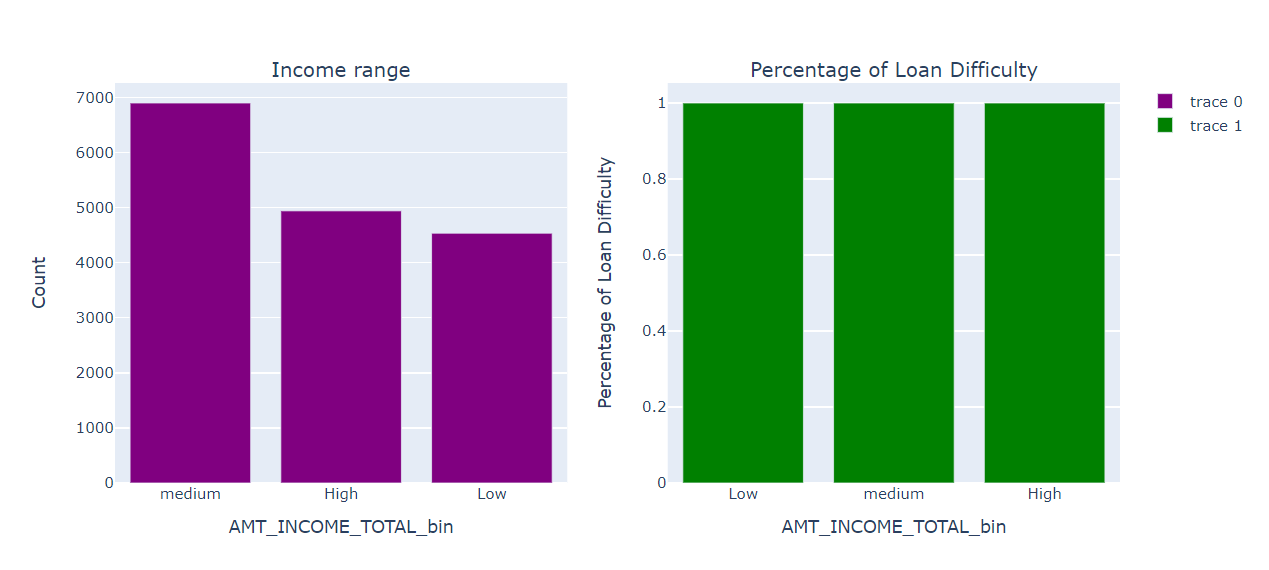 Income range
Count
7000
6000
5000
4000
3000
2000
1000
0
medium High Low
AMT_INCOME_TOTAL_bin
Percentage of Loan Difficulty
Percentage of Loan Difficulty
1
0.8
0.6
0.4
0.2
0
Low medium High
AMT_INCOME_TOTAL_bin
trace 0
trace 1